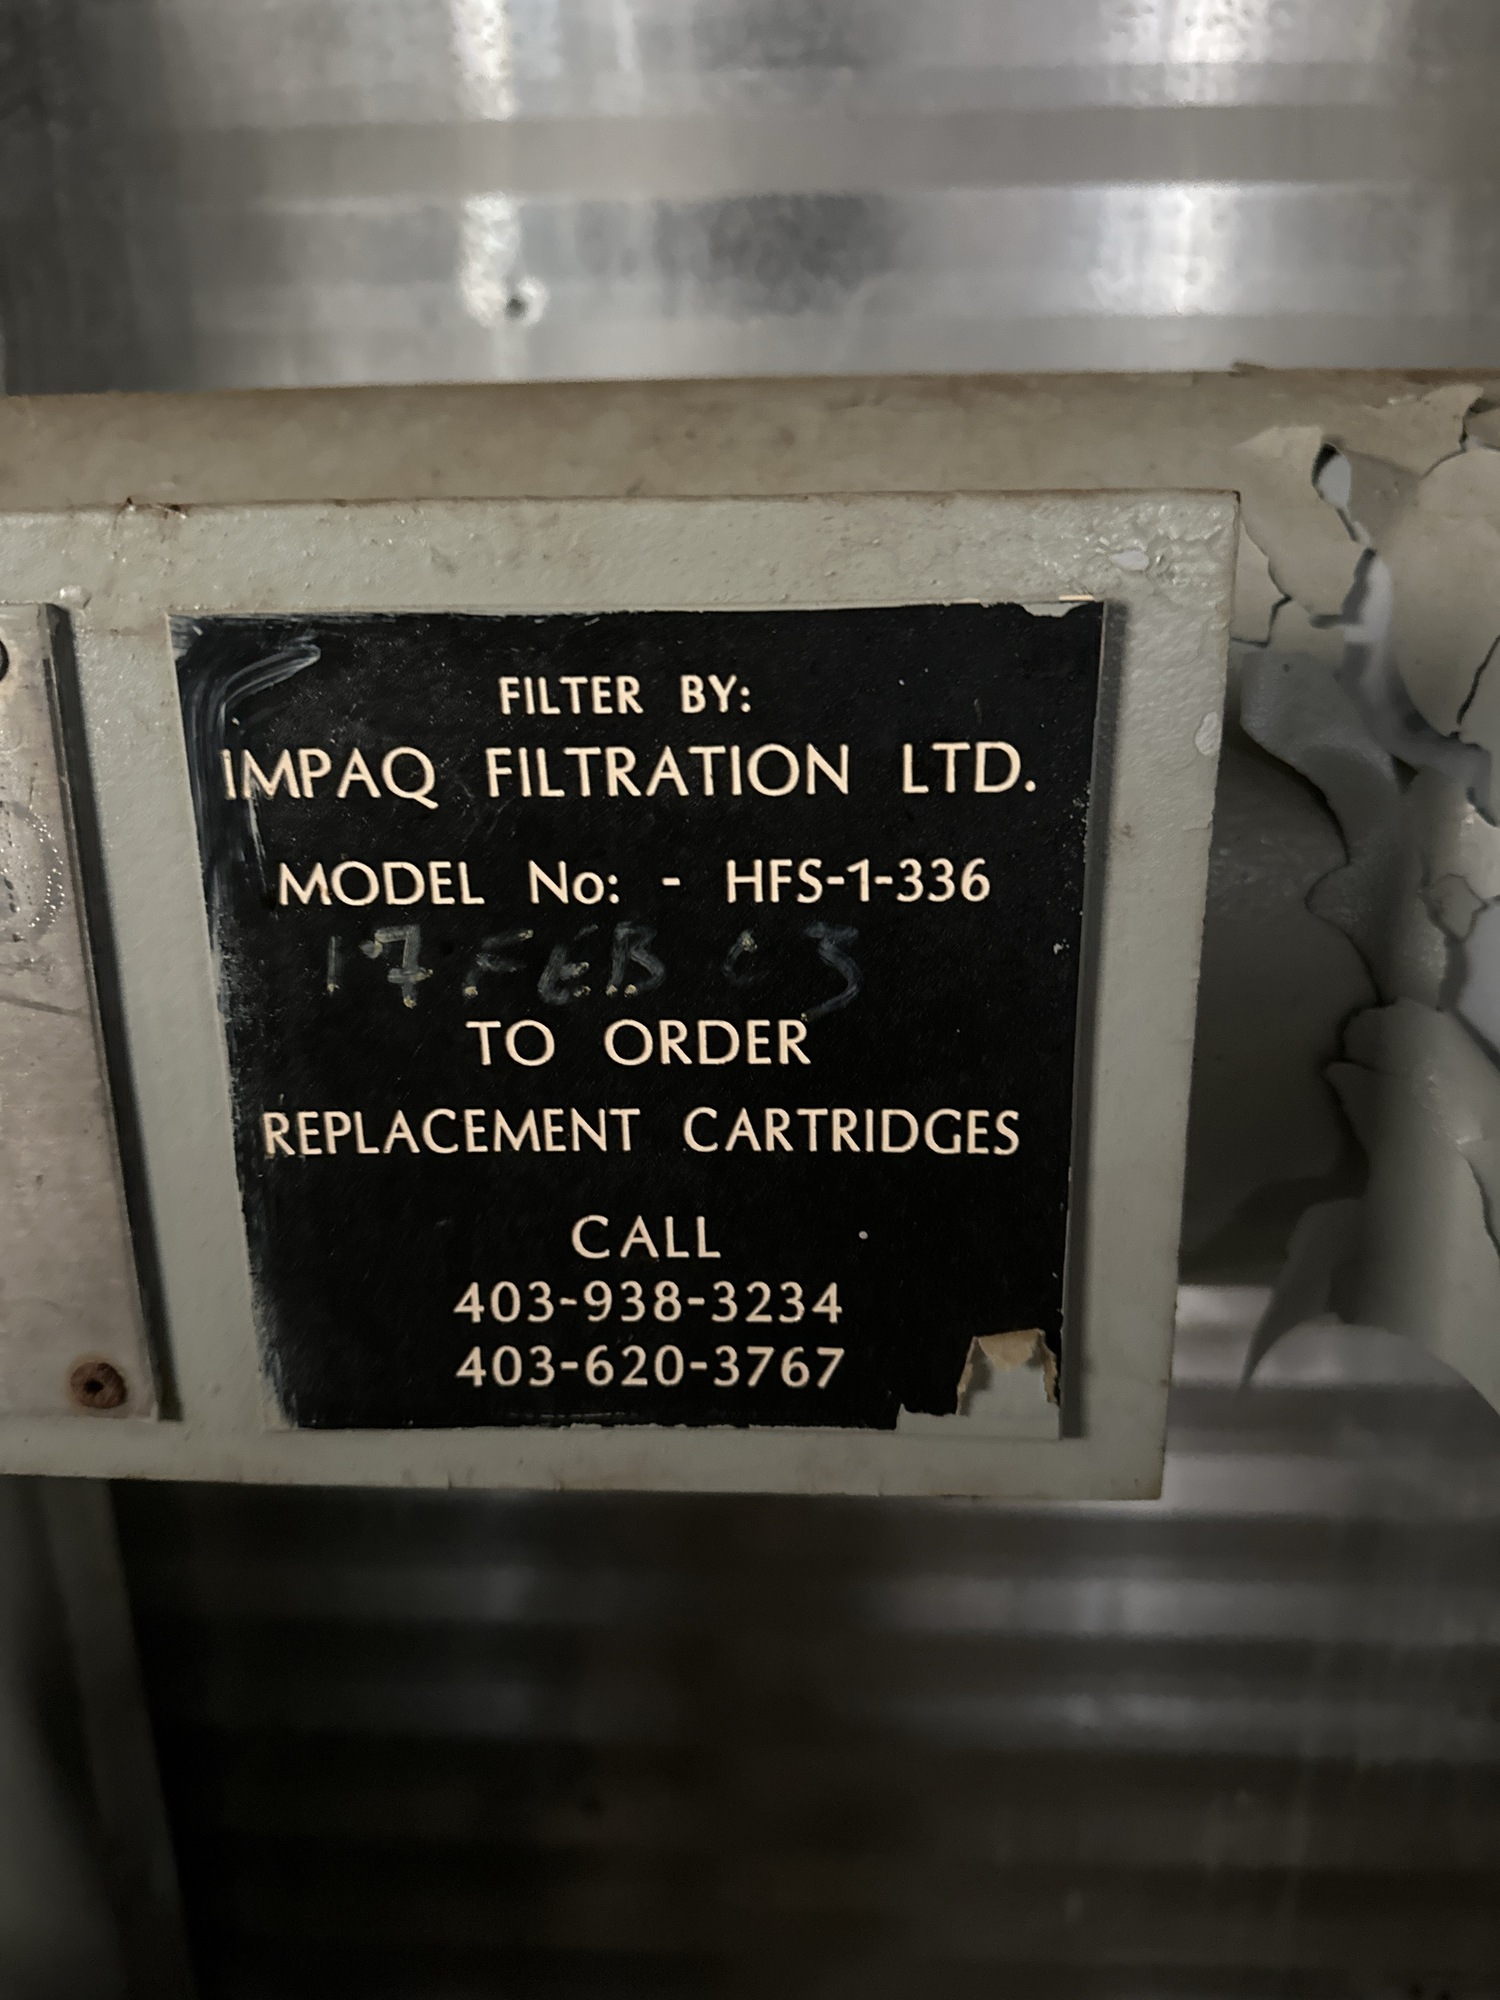 FILTER BY:
IMPAQ FILTRATION LTD.
MODEL No: - HFS-1-336
17 FEB 03
TO ORDER
REPLACEMENT CARTRIDGES
CALL
403-938-3234
403-620-3767